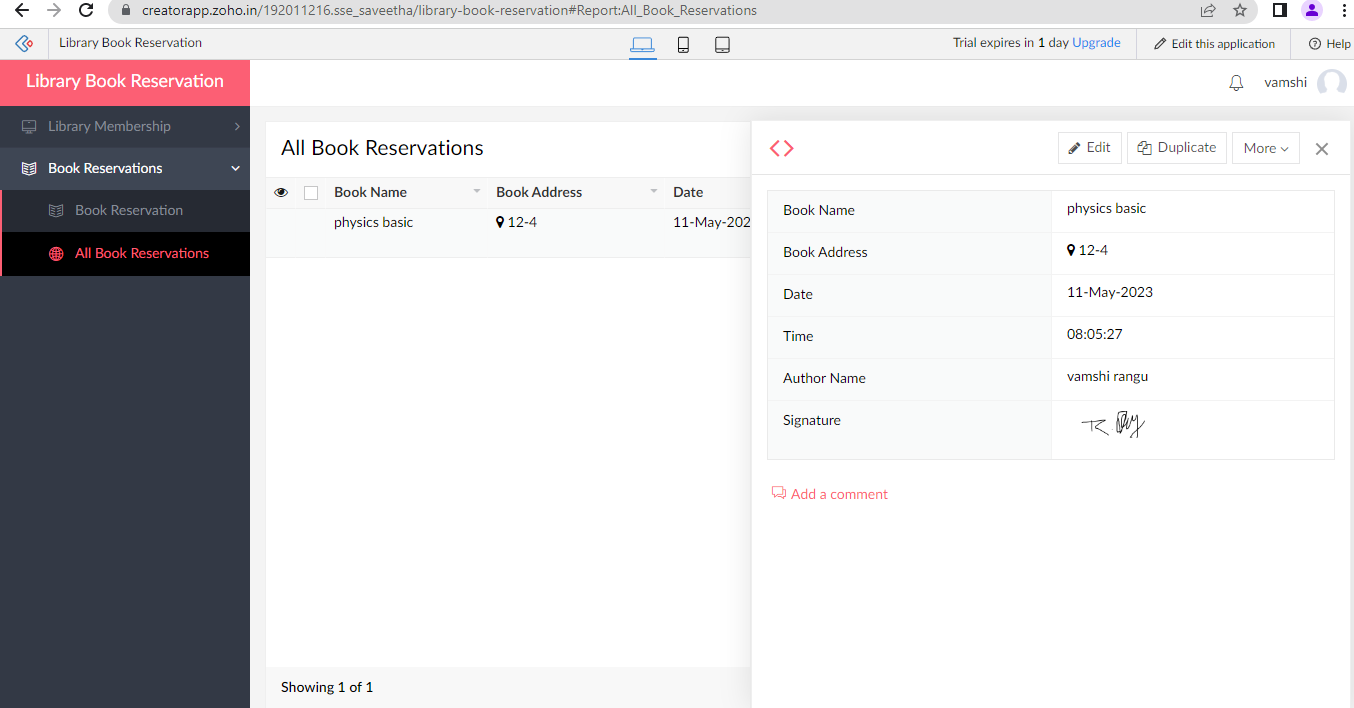 creatorapp.zoho.in/192011216.sse_saveetha/library-book-reservation#Report:All_Book_Reservations
Library Book Reservation
Trial expires in 1 day Upgrade
Edit this application
Help
Library Book Reservation
vamshi
Library Membership
Book Reservations
Book Reservation
All Book Reservations
All Book Reservations
Book Name Book Address Date
physics basic 12-4 11-May-202
Showing 1 of 1
Edit Duplicate More
Book Name physics basic
Book Address 12-4
Date 11-May-2023
Time 08:05:27
Author Name vamshi rangu
Signature
Add a comment